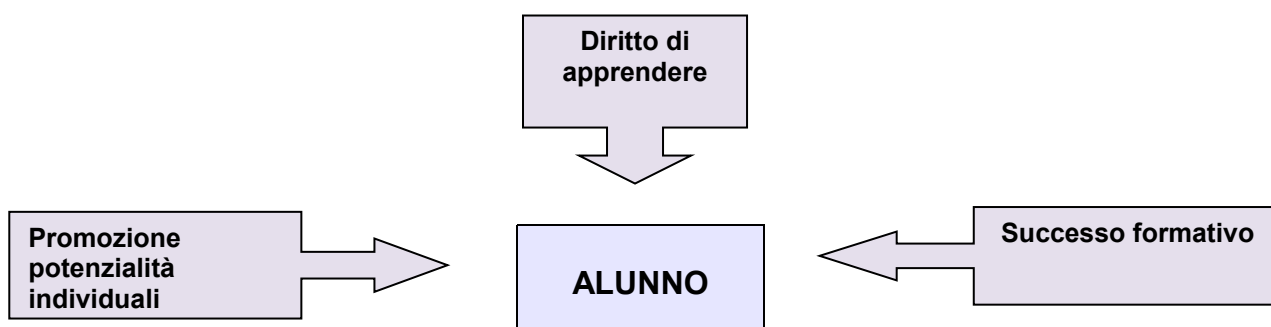 Diritto di
apprendere
Promozione
potenzialità
individuali
ALUNNO
Successo formativo